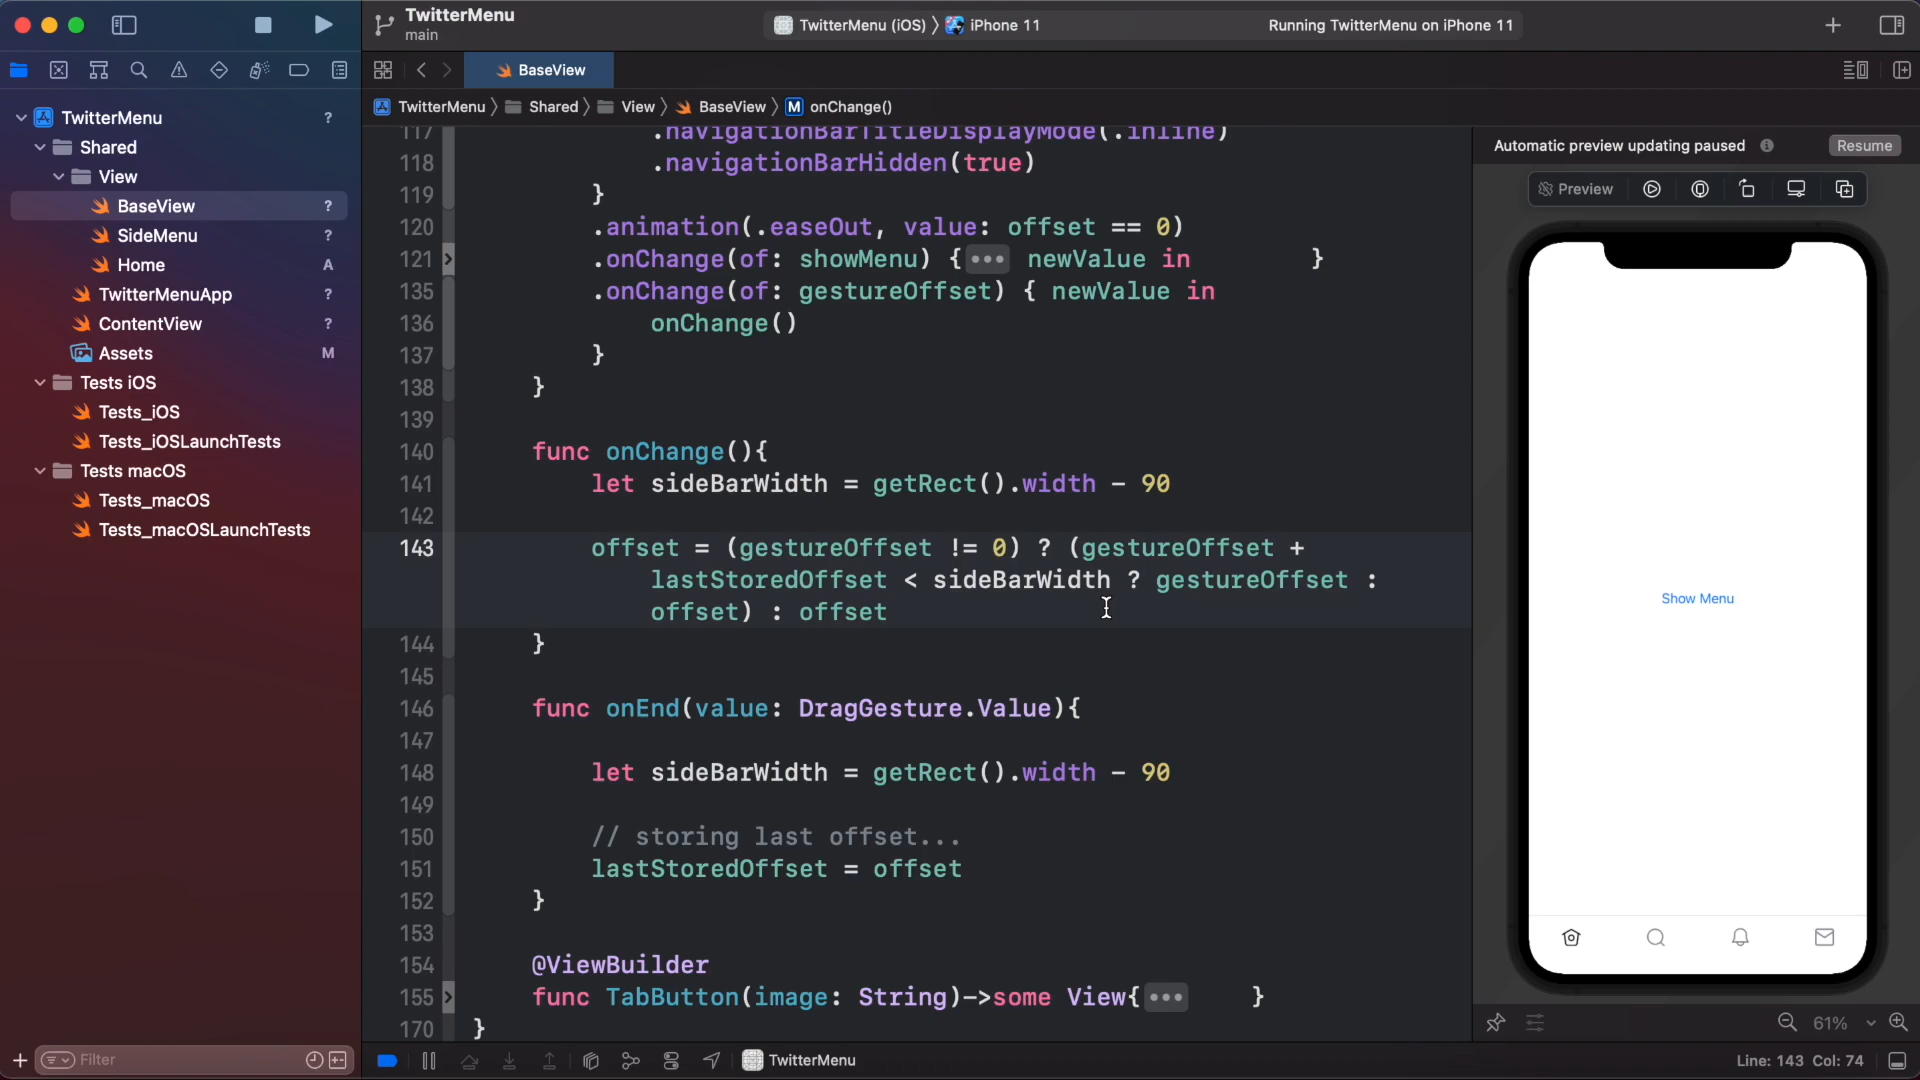 TwitterMenu
main
TwitterMenu (iOS) 〉 iPhone 11
Running TwitterMenu on iPhone 11
BaseView
TwitterMenu 〉 Shared 〉 View 〉 BaseView 〉 M onChange()
TwitterMenu ?
Shared
View
BaseView ?
SideMenu ?
Home A
TwitterMenuApp ?
ContentView ?
Assets M
Tests iOS
Tests_iOS
Tests_iOSLaunchTests
Tests macOS
Tests_macOS
Tests_macOSLaunchTests
Filter
117 .navigationBarTitleDisplayMode(.inline)
118 .navigationBarHidden(true)
119 }
120 .animation(.easeOut, value: offset == 0)
121 .onChange(of: showMenu) {••• newValue in }
135 .onChange(of: gestureOffset) { newValue in
136 onChange()
137 }
138 }
139
140 func onChange(){
141 let sideBarWidth = getRect().width - 90
142
143 offset = (gestureOffset != 0) ? (gestureOffset +
lastStoredOffset < sideBarWidth ? gestureOffset :
offset) : offset
144 }
145
146 func onEnd(value: DragGesture.Value){
147
148 let sideBarWidth = getRect().width - 90
149
150 // storing last offset...
151 lastStoredOffset = offset
152 }
153
154 @ViewBuilder
155 func TabButton(image: String)->some View{••• }
170 }
Automatic preview updating paused
Resume
Preview
Show Menu
61%
TwitterMenu
Line: 143 Col: 74